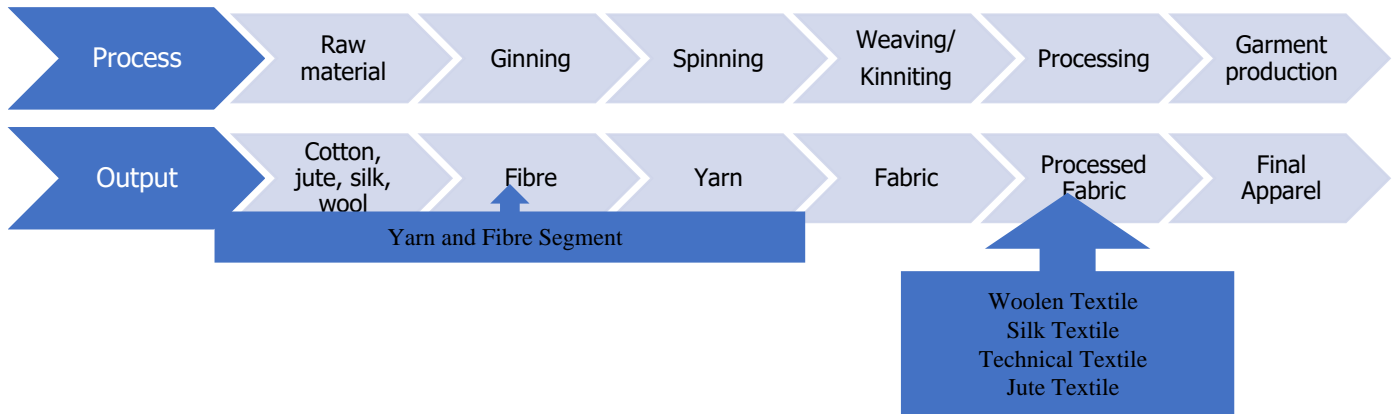 Process
Raw
material
Ginning
Spinning
Weaving/
Kinniting
Processing
Garment
production
Output
Cotton,
jute, silk,
wool
Fibre
Yarn
Fabric
Processed
Fabric
Final
Apparel
Yarn and Fibre Segment
Woolen Textile
Silk Textile
Technical Textile
Jute Textile